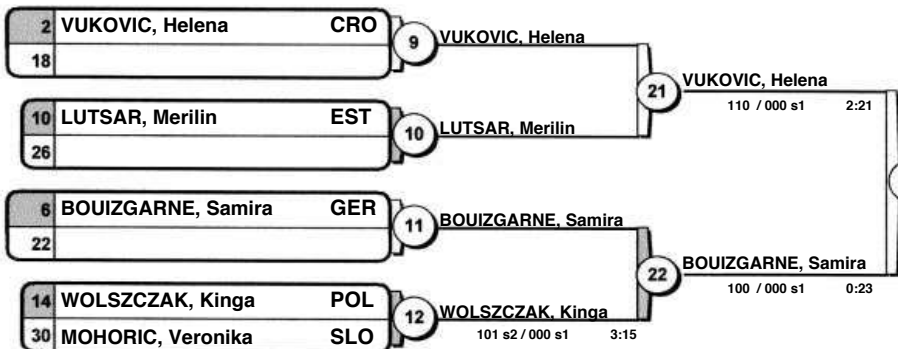 2 VUKOVIC, Helena CRO
18
9 VUKOVIC, Helena
10 LUTSAR, Merilin EST
26
10 LUTSAR, Merilin
21 VUKOVIC, Helena
110 / 000 s1 2:21
6 BOUIZGARNE, Samira GER
22
11 BOUIZGARNE, Samira
14 WOLSZCZAK, Kinga POL
30 MOHORIC, Veronika SLO
12 WOLSZCZAK, Kinga
101 s2 / 000 s1 3:15
22 BOUIZGARNE, Samira
100 / 000 s1 0:23